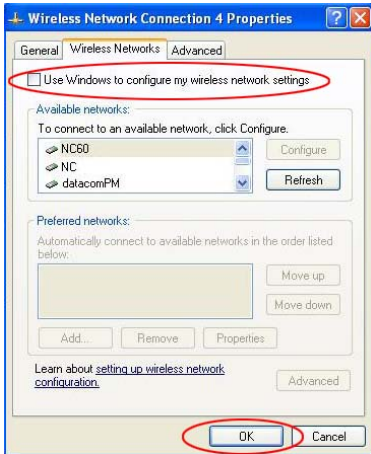 Wireless Network Connection 4 Properties
General Wireless Networks Advanced
Use Windows to configure my wireless network settings
Available networks:
To connect to an available network, click Configure.
NC60
NC
datacomPM
Configure
Refresh
Preferred networks:
Automatically connect to available networks in the order listed
below:
Move up
Move down
Add... Remove Properties
Learn about setting up wireless network
configuration.
Advanced
OK Cancel